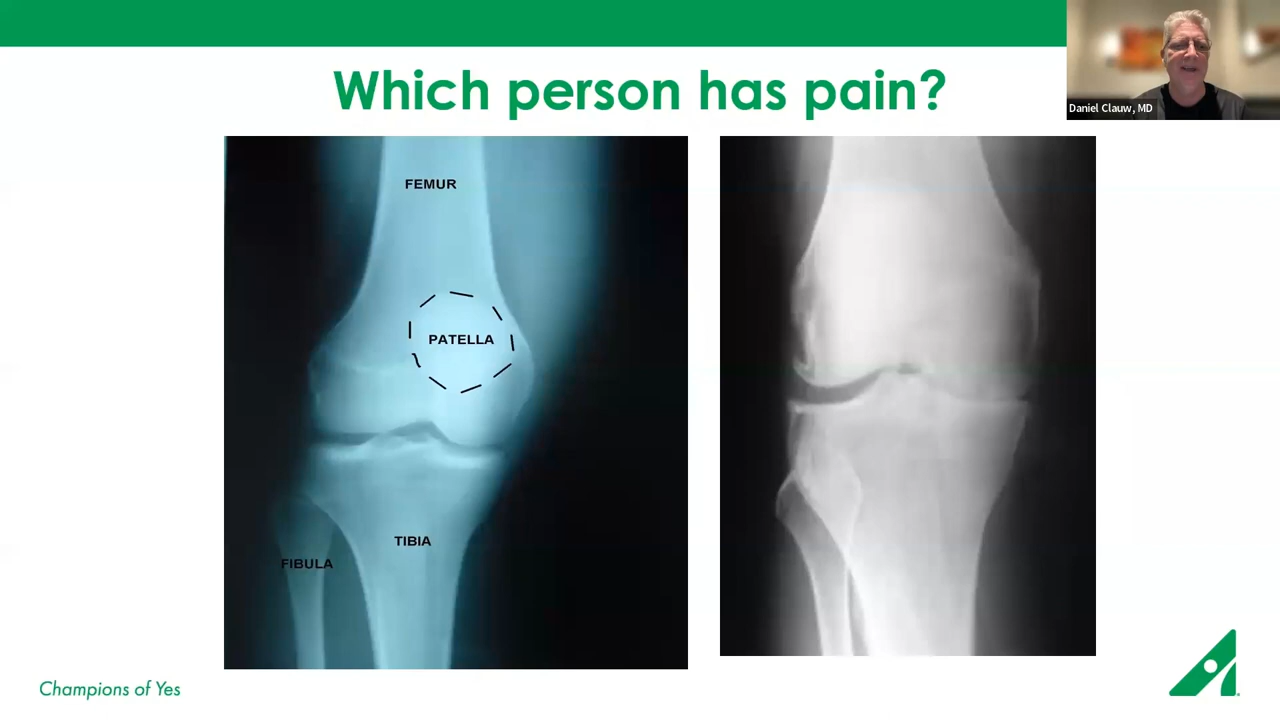 Which person has pain?
Daniel Clauw, MD
FEMUR
PATELLA
TIBIA
FIBULA
Champions of Yes